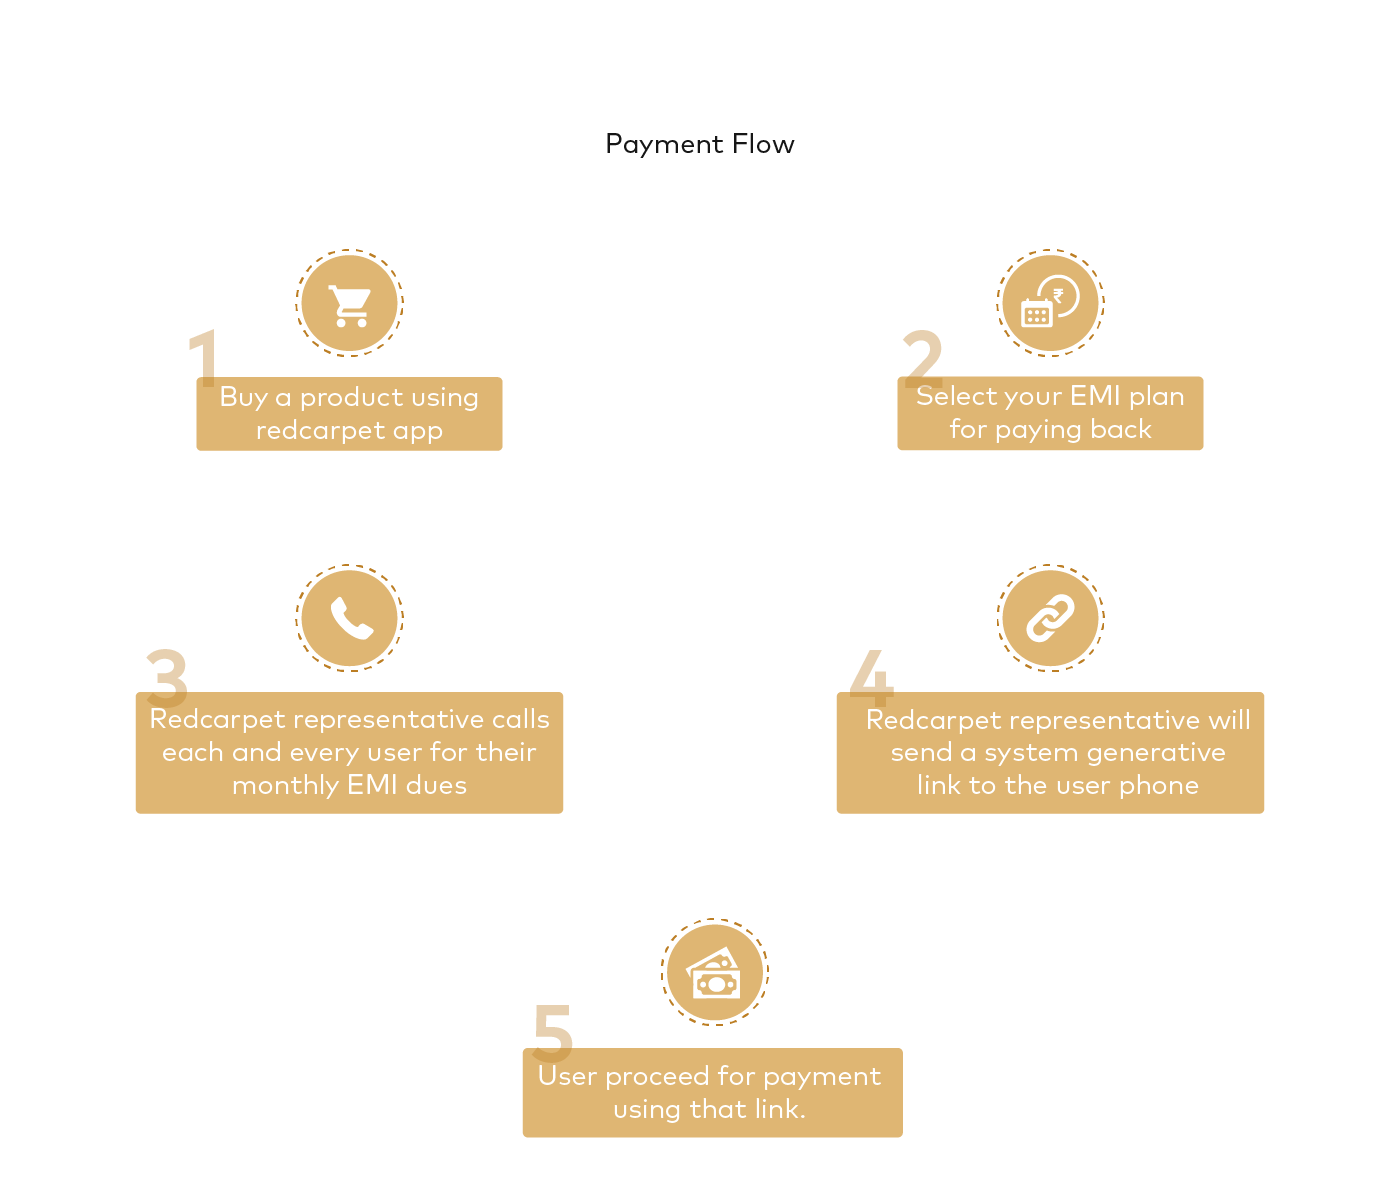 Payment Flow
1
Buy a product using
redcarpet app
2
Select your EMI plan
for paying back
₹
3
Redcarpet representative calls
each and every user for their
monthly EMI dues
4
Redcarpet representative will
send a system generative
link to the user phone
5
User proceed for payment
using that link.